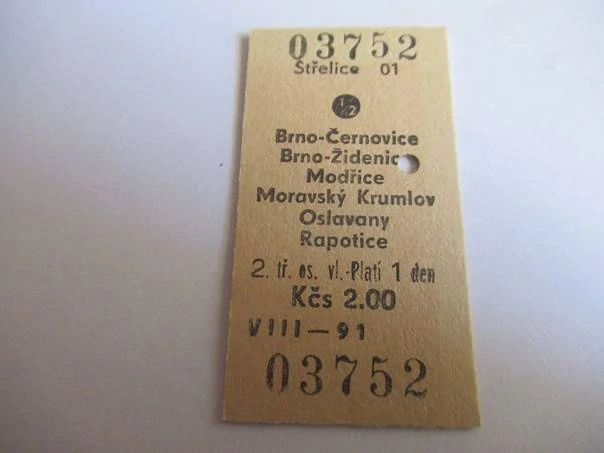 03752
Střelice 01
1/2
Brno-Černovice
Brno-Židenic
Modřice
Moravský Krumlov
Oslavany
Rapotice
2. tř. os. vl.-Platí 1 den
Kčs 2.00
VIII—91
03752